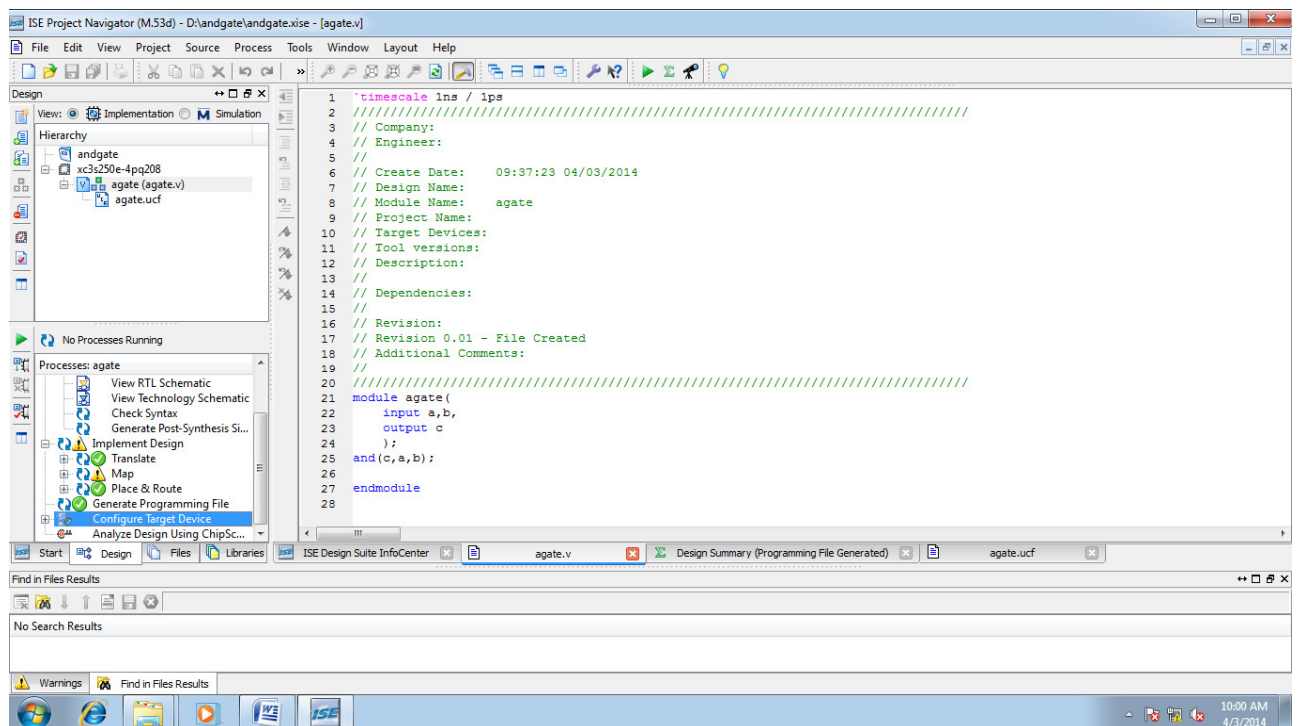 ISE Project Navigator (M.53d) - D:\andgate\andgate.xise - [agate.v]
File Edit View Project Source Process Tools Window Layout Help
Design
View: Implementation Simulation
Hierarchy
andgate
xc3s250e-4pq208
agate (agate.v)
agate.ucf
No Processes Running
Processes: agate
View RTL Schematic
View Technology Schematic
Check Syntax
Generate Post-Synthesis Si...
Implement Design
Translate
Map
Place & Route
Generate Programming File
Configure Target Device
Analyze Design Using ChipSc...
Start Design Files Libraries
1 `timescale 1ns / 1ps
2 //////////////////////////////////////////////////////////////////////////////////
3 // Company:
4 // Engineer:
5 //
6 // Create Date:    09:37:23 04/03/2014
7 // Design Name:
8 // Module Name:    agate
9 // Project Name:
10 // Target Devices:
11 // Tool versions:
12 // Description:
13 //
14 // Dependencies:
15 //
16 // Revision:
17 // Revision 0.01 - File Created
18 // Additional Comments:
19 //
20 //////////////////////////////////////////////////////////////////////////////////
21 module agate(
22     input a,b,
23     output c
24     );
25 and(c,a,b);
26
27 endmodule
28
ISE Design Suite InfoCenter agate.v Design Summary (Programming File Generated) agate.ucf
Find in Files Results
No Search Results
Warnings Find in Files Results
ISE
10:00 AM
4/3/2014